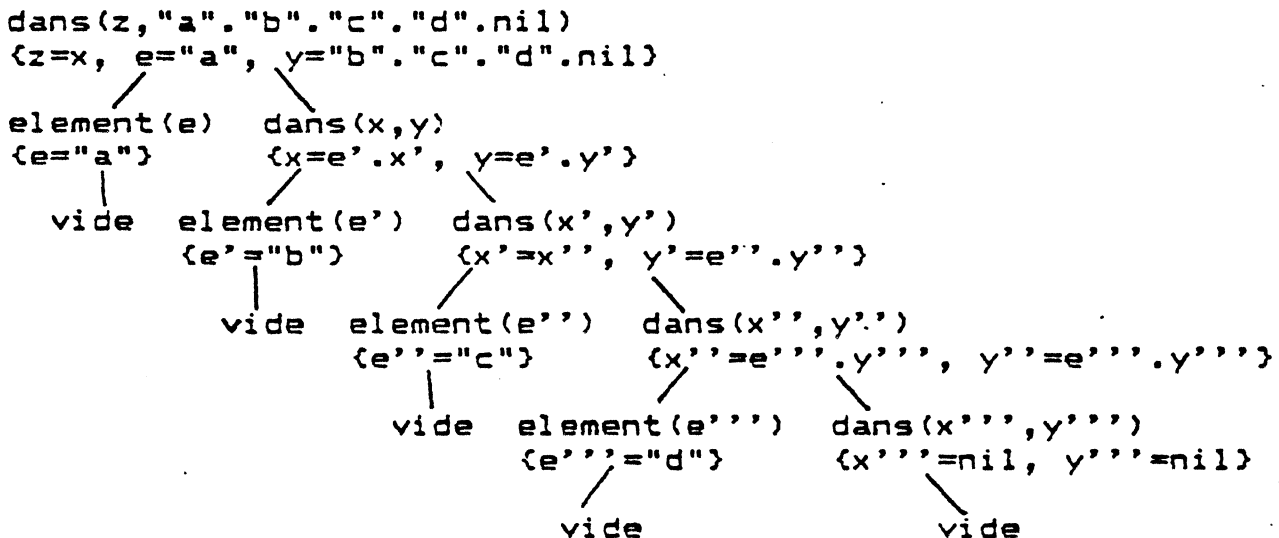 dans(z,"a"."b"."c"."d".nil)
{z=x, e="a", y="b"."c"."d".nil}
element(e) dans(x,y)
{e="a"} {x=e'.x', y=e'.y'}
vide element(e') dans(x',y')
{e'="b"} {x'=x'', y'=e''.y''}
vide element(e'') dans(x'',y'')
{e''="c"} {x''=e'''.y''', y''=e'''.y'''}
vide element(e''') dans(x''',y''')
{e'''="d"} {x'''=nil, y'''=nil}
vide vide